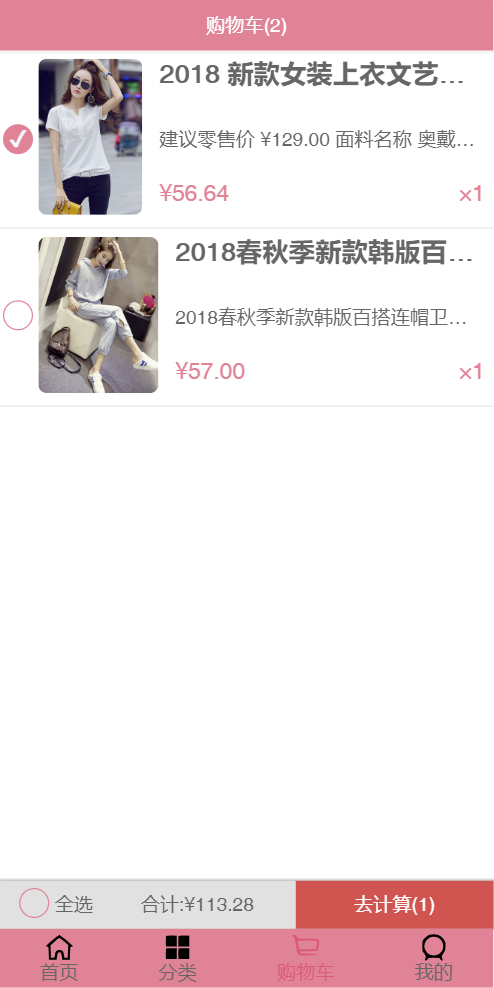 购物车(2)
2018 新款女装上衣文艺…
建议零售价 ¥129.00 面料名称 奥戴…
¥56.64 ×1
2018春秋季新款韩版百…
2018春秋季新款韩版百搭连帽卫…
¥57.00 ×1
全选 合计:¥113.28 去计算(1)
首页 分类 购物车 我的